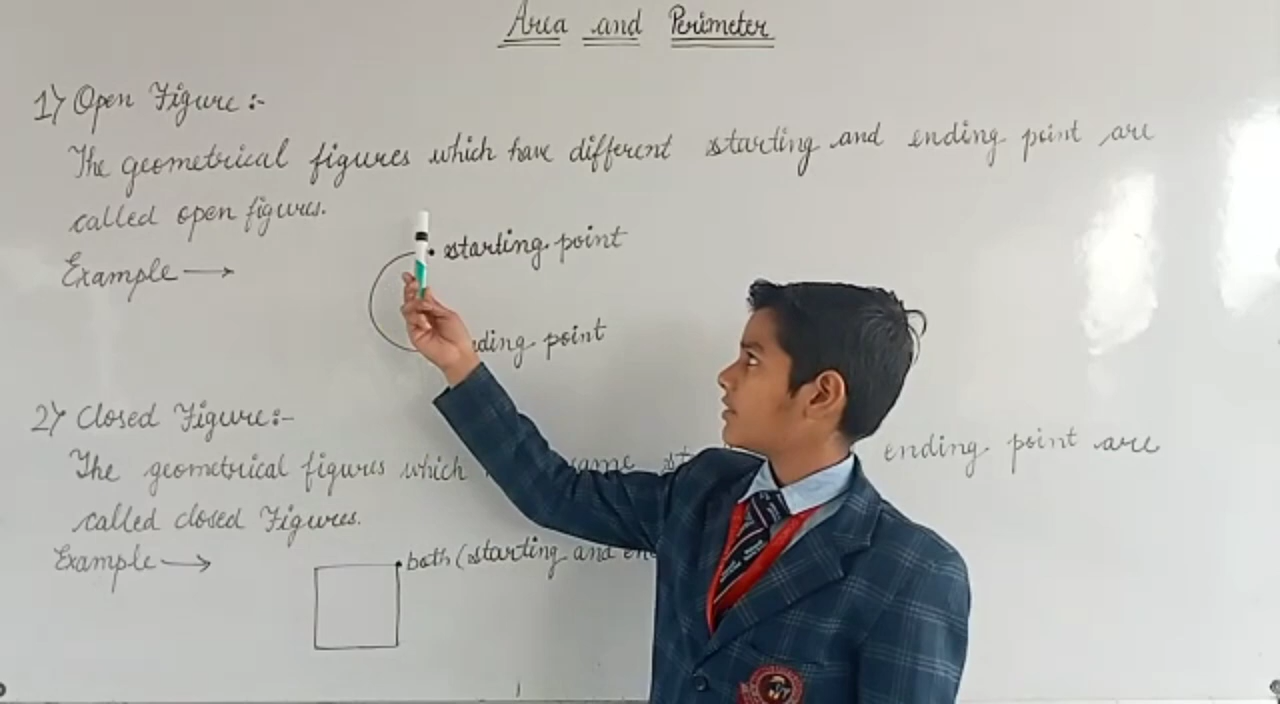 Area and Perimeter
1) Open Figure :-
The geometrical figures which have different starting and ending point are
called open figures.
Example →
starting point
point
2) Closed Figure:-
The geometrical figures which same ending point are
called closed Figures.
Example →
both (starting and